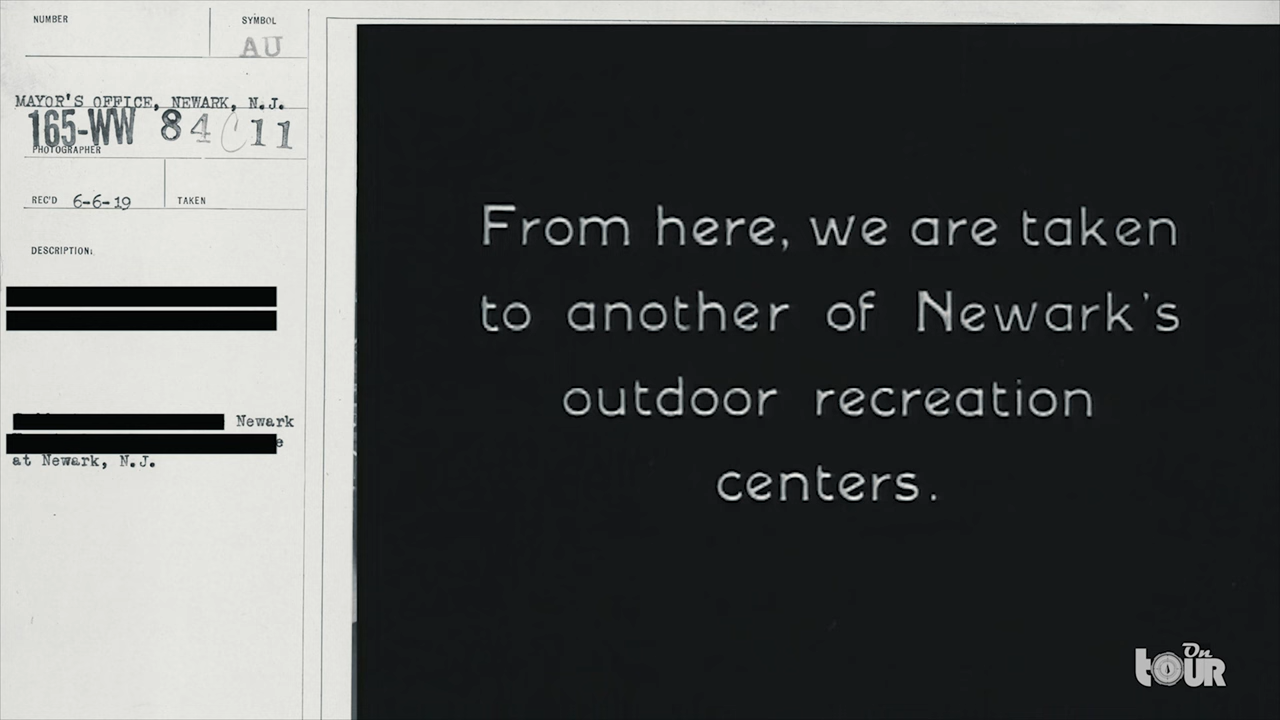 NUMBER
SYMBOL
AU
MAYOR'S OFFICE, NEWARK, N.J.
165-WW 84 C 11
PHOTOGRAPHER
REC'D 6-6-19
TAKEN
DESCRIPTION:
Newark
at Newark, N.J.
From here, we are taken
to another of Newark's
outdoor recreation
centers.
On
tOUR